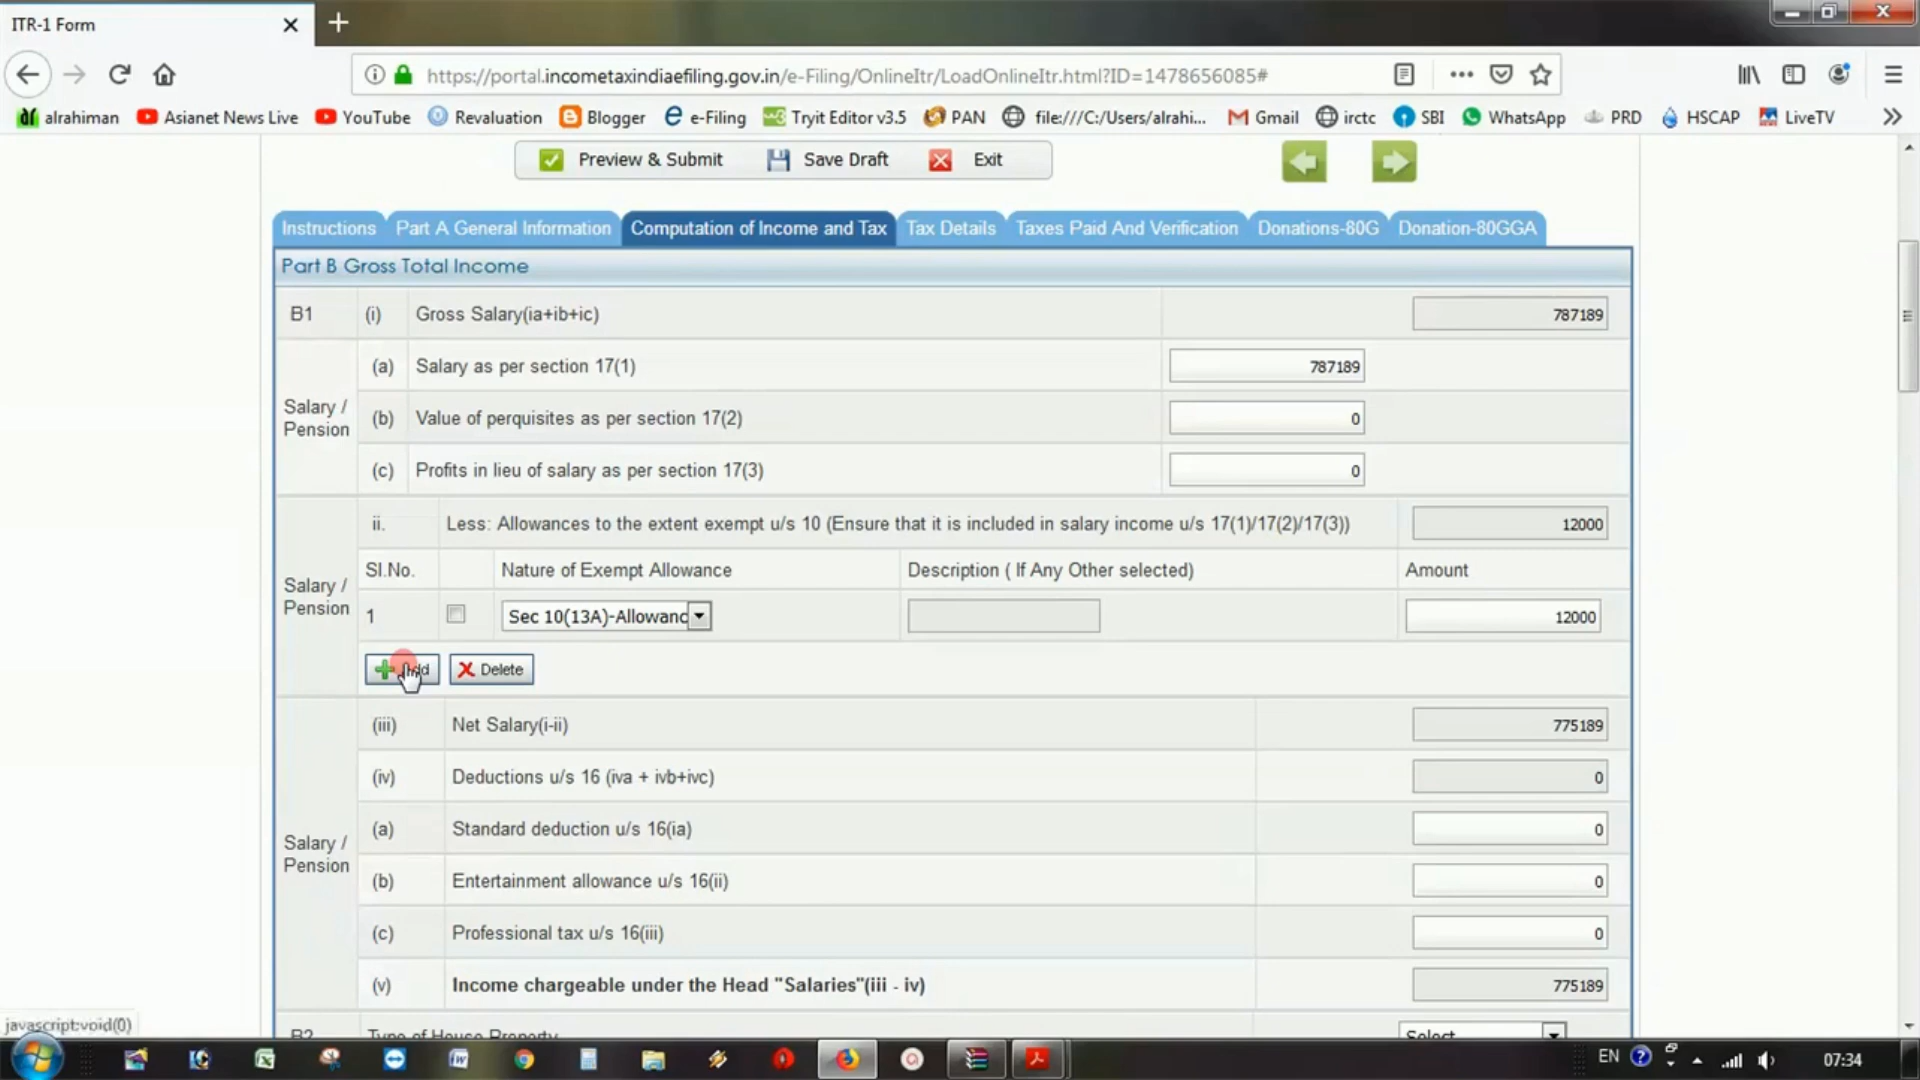 ITR-1 Form
https://portal.incometaxindiaefiling.gov.in/e-Filing/OnlineItr/LoadOnlineItr.html?ID=1478656085#
alrahiman Asianet News Live YouTube Revaluation Blogger e-Filing Tryit Editor v3.5 PAN file:///C:/Users/alrahi... Gmail irctc SBI WhatsApp PRD HSCAP LiveTV
Preview & Submit Save Draft Exit
Instructions Part A General Information Computation of Income and Tax Tax Details Taxes Paid And Verification Donations-80G Donation-80GGA
Part B Gross Total Income
B1 (i) Gross Salary(ia+ib+ic) 787189
(a) Salary as per section 17(1) 787189
Salary / Pension
(b) Value of perquisites as per section 17(2) 0
(c) Profits in lieu of salary as per section 17(3) 0
ii. Less: Allowances to the extent exempt u/s 10 (Ensure that it is included in salary income u/s 17(1)/17(2)/17(3)) 12000
Salary / Pension
Sl.No. Nature of Exempt Allowance Description ( If Any Other selected) Amount
1 Sec 10(13A)-Allowanc 12000
Delete
(iii) Net Salary(i-ii) 775189
(iv) Deductions u/s 16 (iva + ivb+ivc) 0
(a) Standard deduction u/s 16(ia) 0
Salary / Pension
(b) Entertainment allowance u/s 16(ii) 0
(c) Professional tax u/s 16(iii) 0
(v) Income chargeable under the Head "Salaries"(iii - iv) 775189
B2 Type of House Property Select
javascript:void(0)
EN 07:34